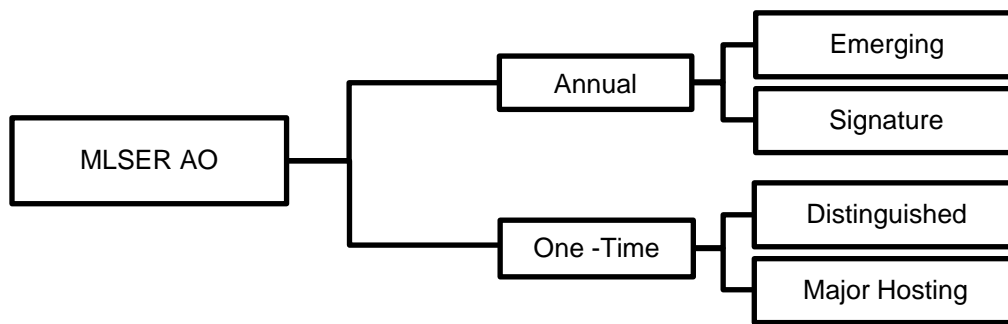 Emerging
Annual
Signature
MLSER AO
Distinguished
One -Time
Major Hosting